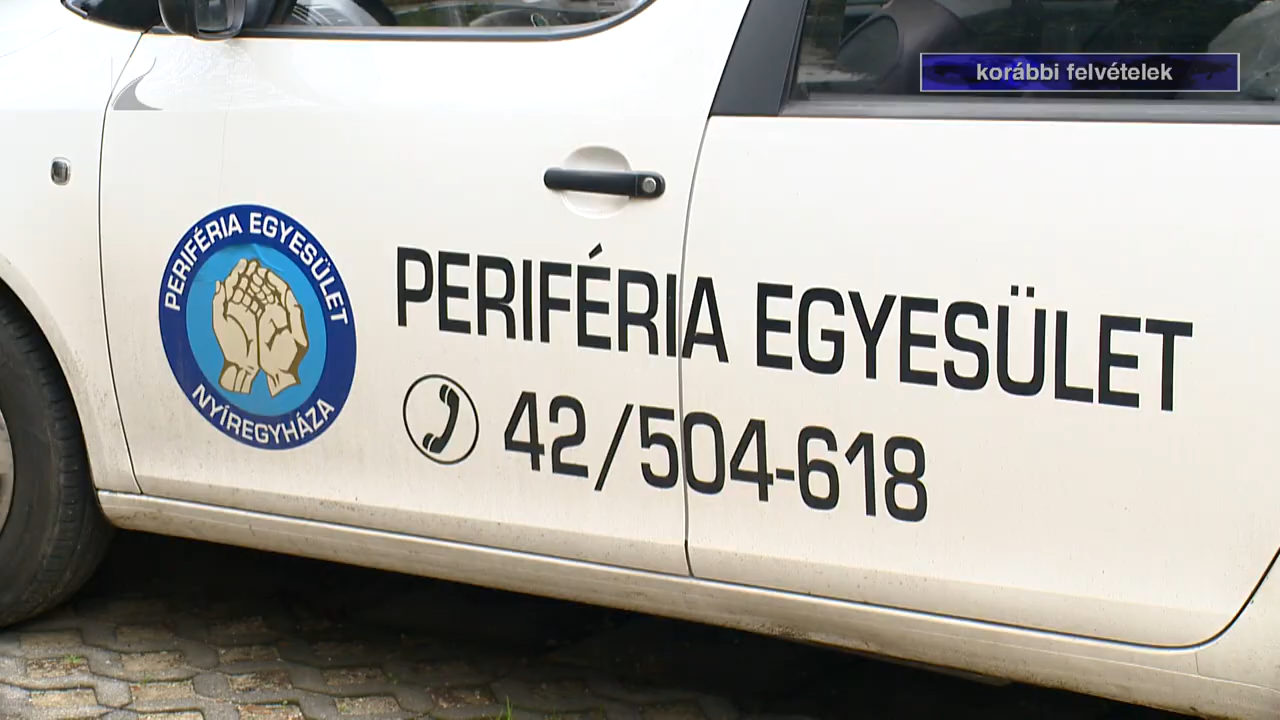 korábbi felvételek
PERIFÉRIA EGYESÜLET
NYÍREGYHÁZA
PERIFÉRIA EGYESÜLET
42/504-618